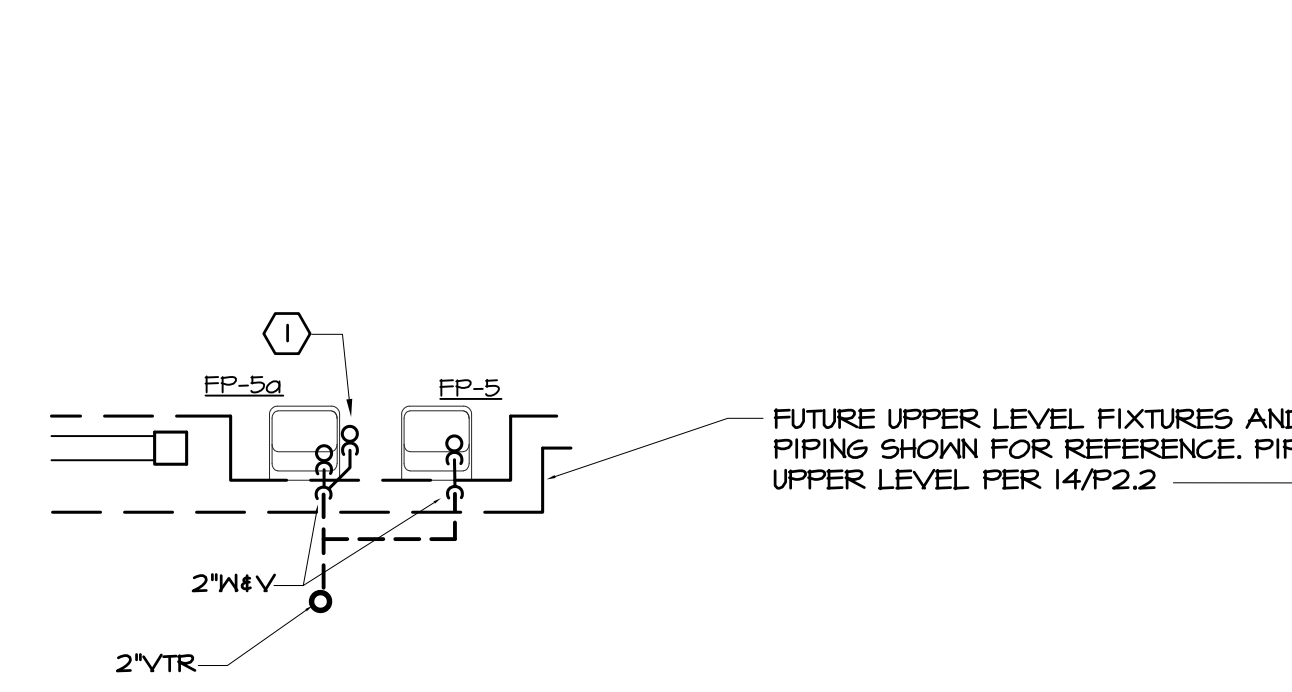 1
FP-5a
FP-5
FUTURE UPPER LEVEL FIXTURES AND
PIPING SHOWN FOR REFERENCE.
UPPER LEVEL PER 14/P2.2
2"W&V
2"VTR